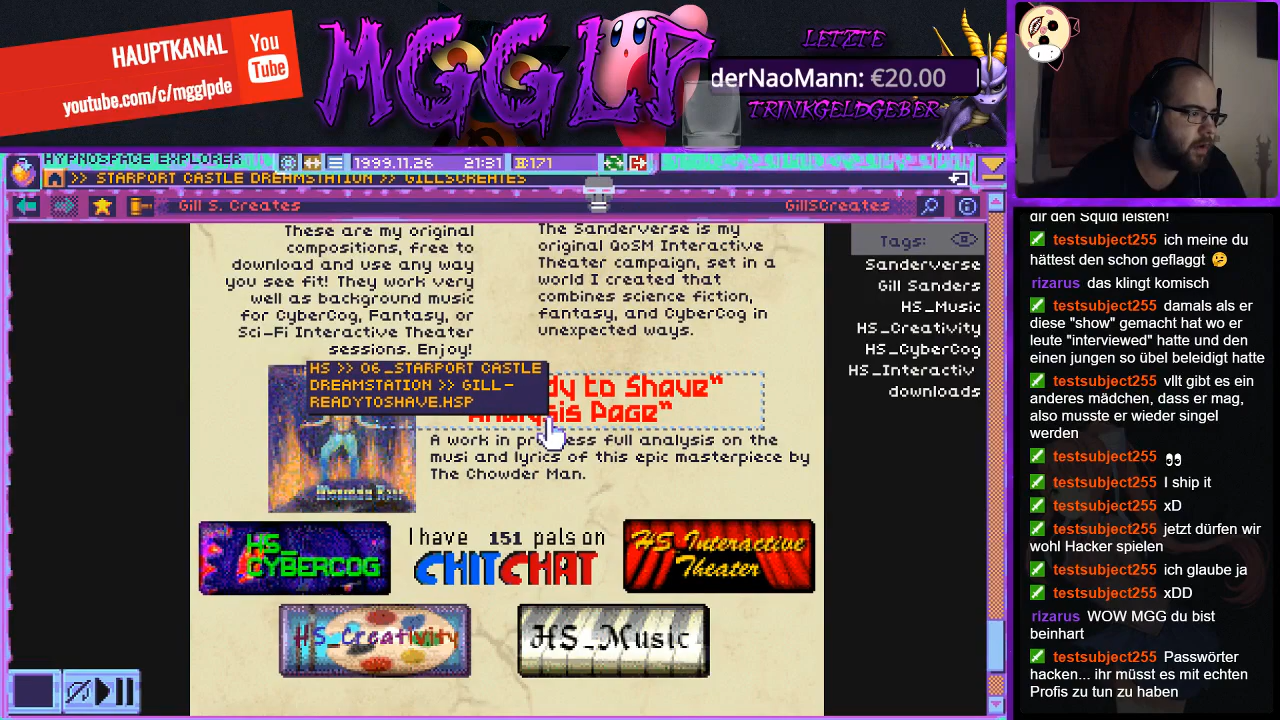 HAUPTKANAL
You
Tube
youtube.com/c/mgglpde
MGGLP
LETZTE
derNaoMann: €20.00
TRINKGELDGEBER
HYPNOSPACE EXPLORER
1999.11.26
21:31
171
>> STARPORT CASTLE DREAMSTATION >> GILLSCREATES
Gill S. Creates
GillSCreates
These are my original
compositions, free to
download and use any way
you see fit! They work very
well as background music
for CyberCog, Fantasy, or
Sci-Fi Interactive Theater
sessions. Enjoy!
The Sanderverse is my
original QoSM Interactive
Theater campaign, set in a
world I created that
combines science fiction,
fantasy, and CyberCog in
unexpected ways.
Tags:
Sanderverse
Gill Sanders
HS_Music
HS_Creativity
HS_CyberCog
HS_Interactiv
downloads
HS >> 06_STARPORT CASTLE
DREAMSTATION >> GILL-
READYTOSHAVE.HSP
dy to Shave"
Analysis Page"
A work in process full analysis on the
musi and lyrics of this epic masterpiece by
The Chowder Man.
HS_
CYBERCOG
I have 151 pals on
CHITCHAT
HS_Interactive
Theater
HS_Creativity
HS_Music
dir den Squid leisten!
testsubject255 ich meine du
hättest den schon geflaggt
rizarus das klingt komisch
testsubject255 damals als er
diese "show" gemacht hat wo er
leute "interviewed" hatte und den
einen jungen so übel beleidigt hatte
testsubject255 vllt gibt es ein
anderes mädchen, dass er mag,
also musste er wieder singel
werden
testsubject255
testsubject255 I ship it
testsubject255 xD
testsubject255 jetzt dürfen wir
wohl Hacker spielen
testsubject255 ich glaube ja
testsubject255 xDD
rizarus WOW MGG du bist
beinhart
testsubject255 Passwörter
hacken... ihr müsst es mit echten
Profis zu tun zu haben